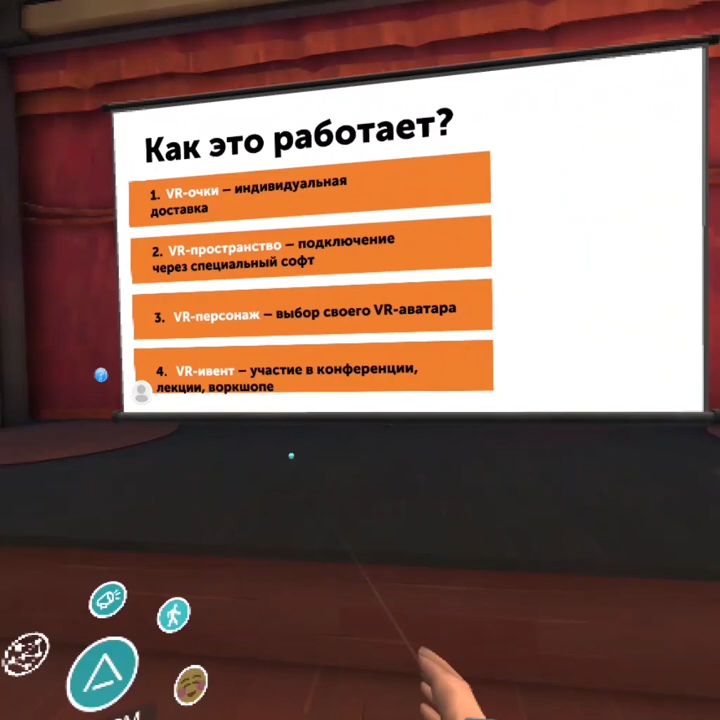 Как это работает?
1. VR-очки – индивидуальная
доставка
2. VR-пространство – подключение
через специальный софт
3. VR-персонаж – выбор своего VR-аватара
4. VR-ивент – участие в конференции,
лекции, воркшопе